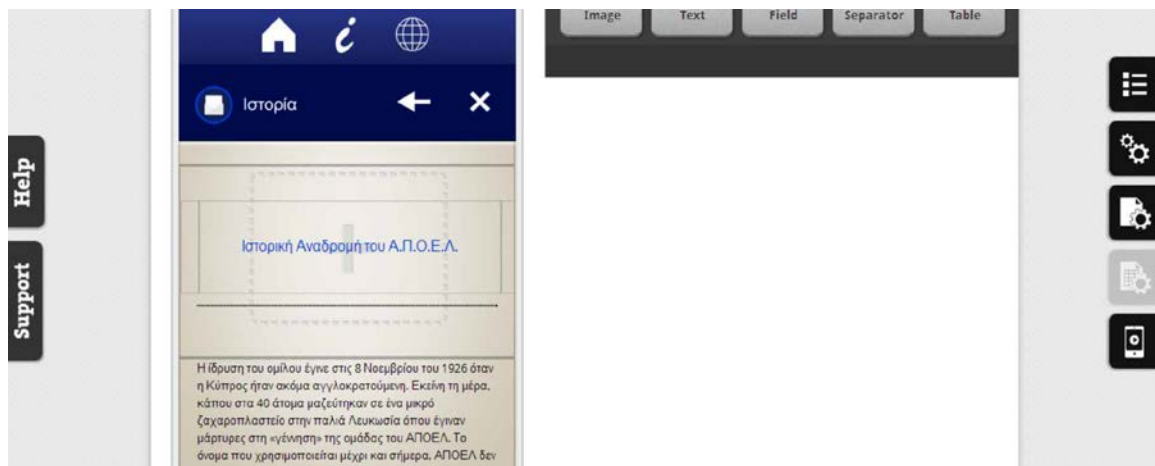 Image Text Field Separator Table
Ιστορία
Help
Support
Ιστορική Αναδρομή του Α.Π.Ο.Ε.Λ.
Η ίδρυση του ομίλου έγινε στις 8 Νοεμβρίου του 1926 όταν
η Κύπρος ήταν ακόμα αγγλοκρατούμενη. Εκείνη τη μέρα,
κάπου στα 40 άτομα μαζεύτηκαν σε ένα μικρό
ζαχαροπλαστείο στην παλιά Λευκωσία όπου έγιναν
μάρτυρες στη «γέννηση» της ομάδας του ΑΠΟΕΛ. Το
όνομα που χρησιμοποιείται μέχρι και σήμερα, ΑΠΟΕΛ δεν